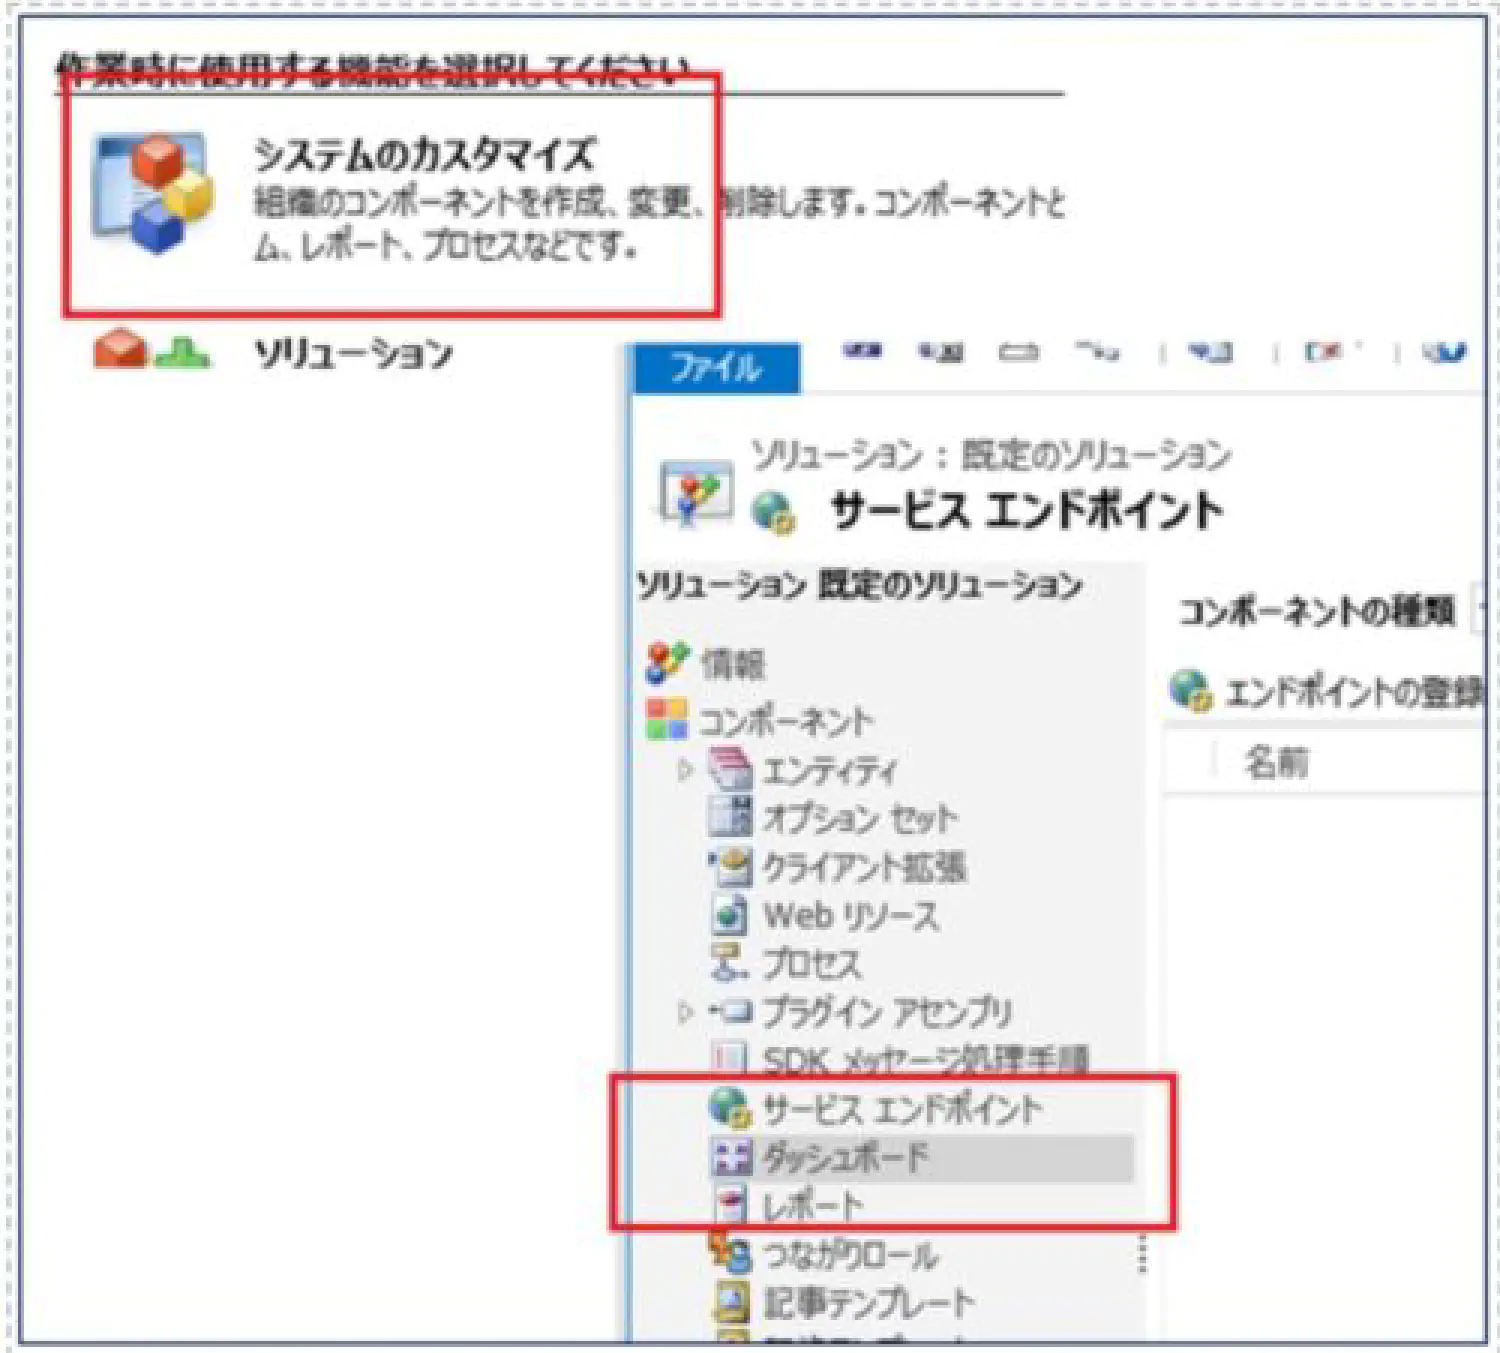 作業時に使用する機能を選択してください
システムのカスタマイズ
組織のコンポーネントを作成、変更、削除します。コンポーネントと
ム、レポート、プロセスなどです。
ソリューション
ファイル
ソリューション : 既定のソリューション
サービス エンドポイント
ソリューション 既定のソリューション
コンポーネントの種類
情報
エンドポイントの登録
コンポーネント
名前
エンティティ
オプション セット
クライアント拡張
Web リソース
プロセス
プラグイン アセンブリ
SDK メッセージ処理手順
サービス エンドポイント
ダッシュボード
レポート
つながりロール
記事テンプレート